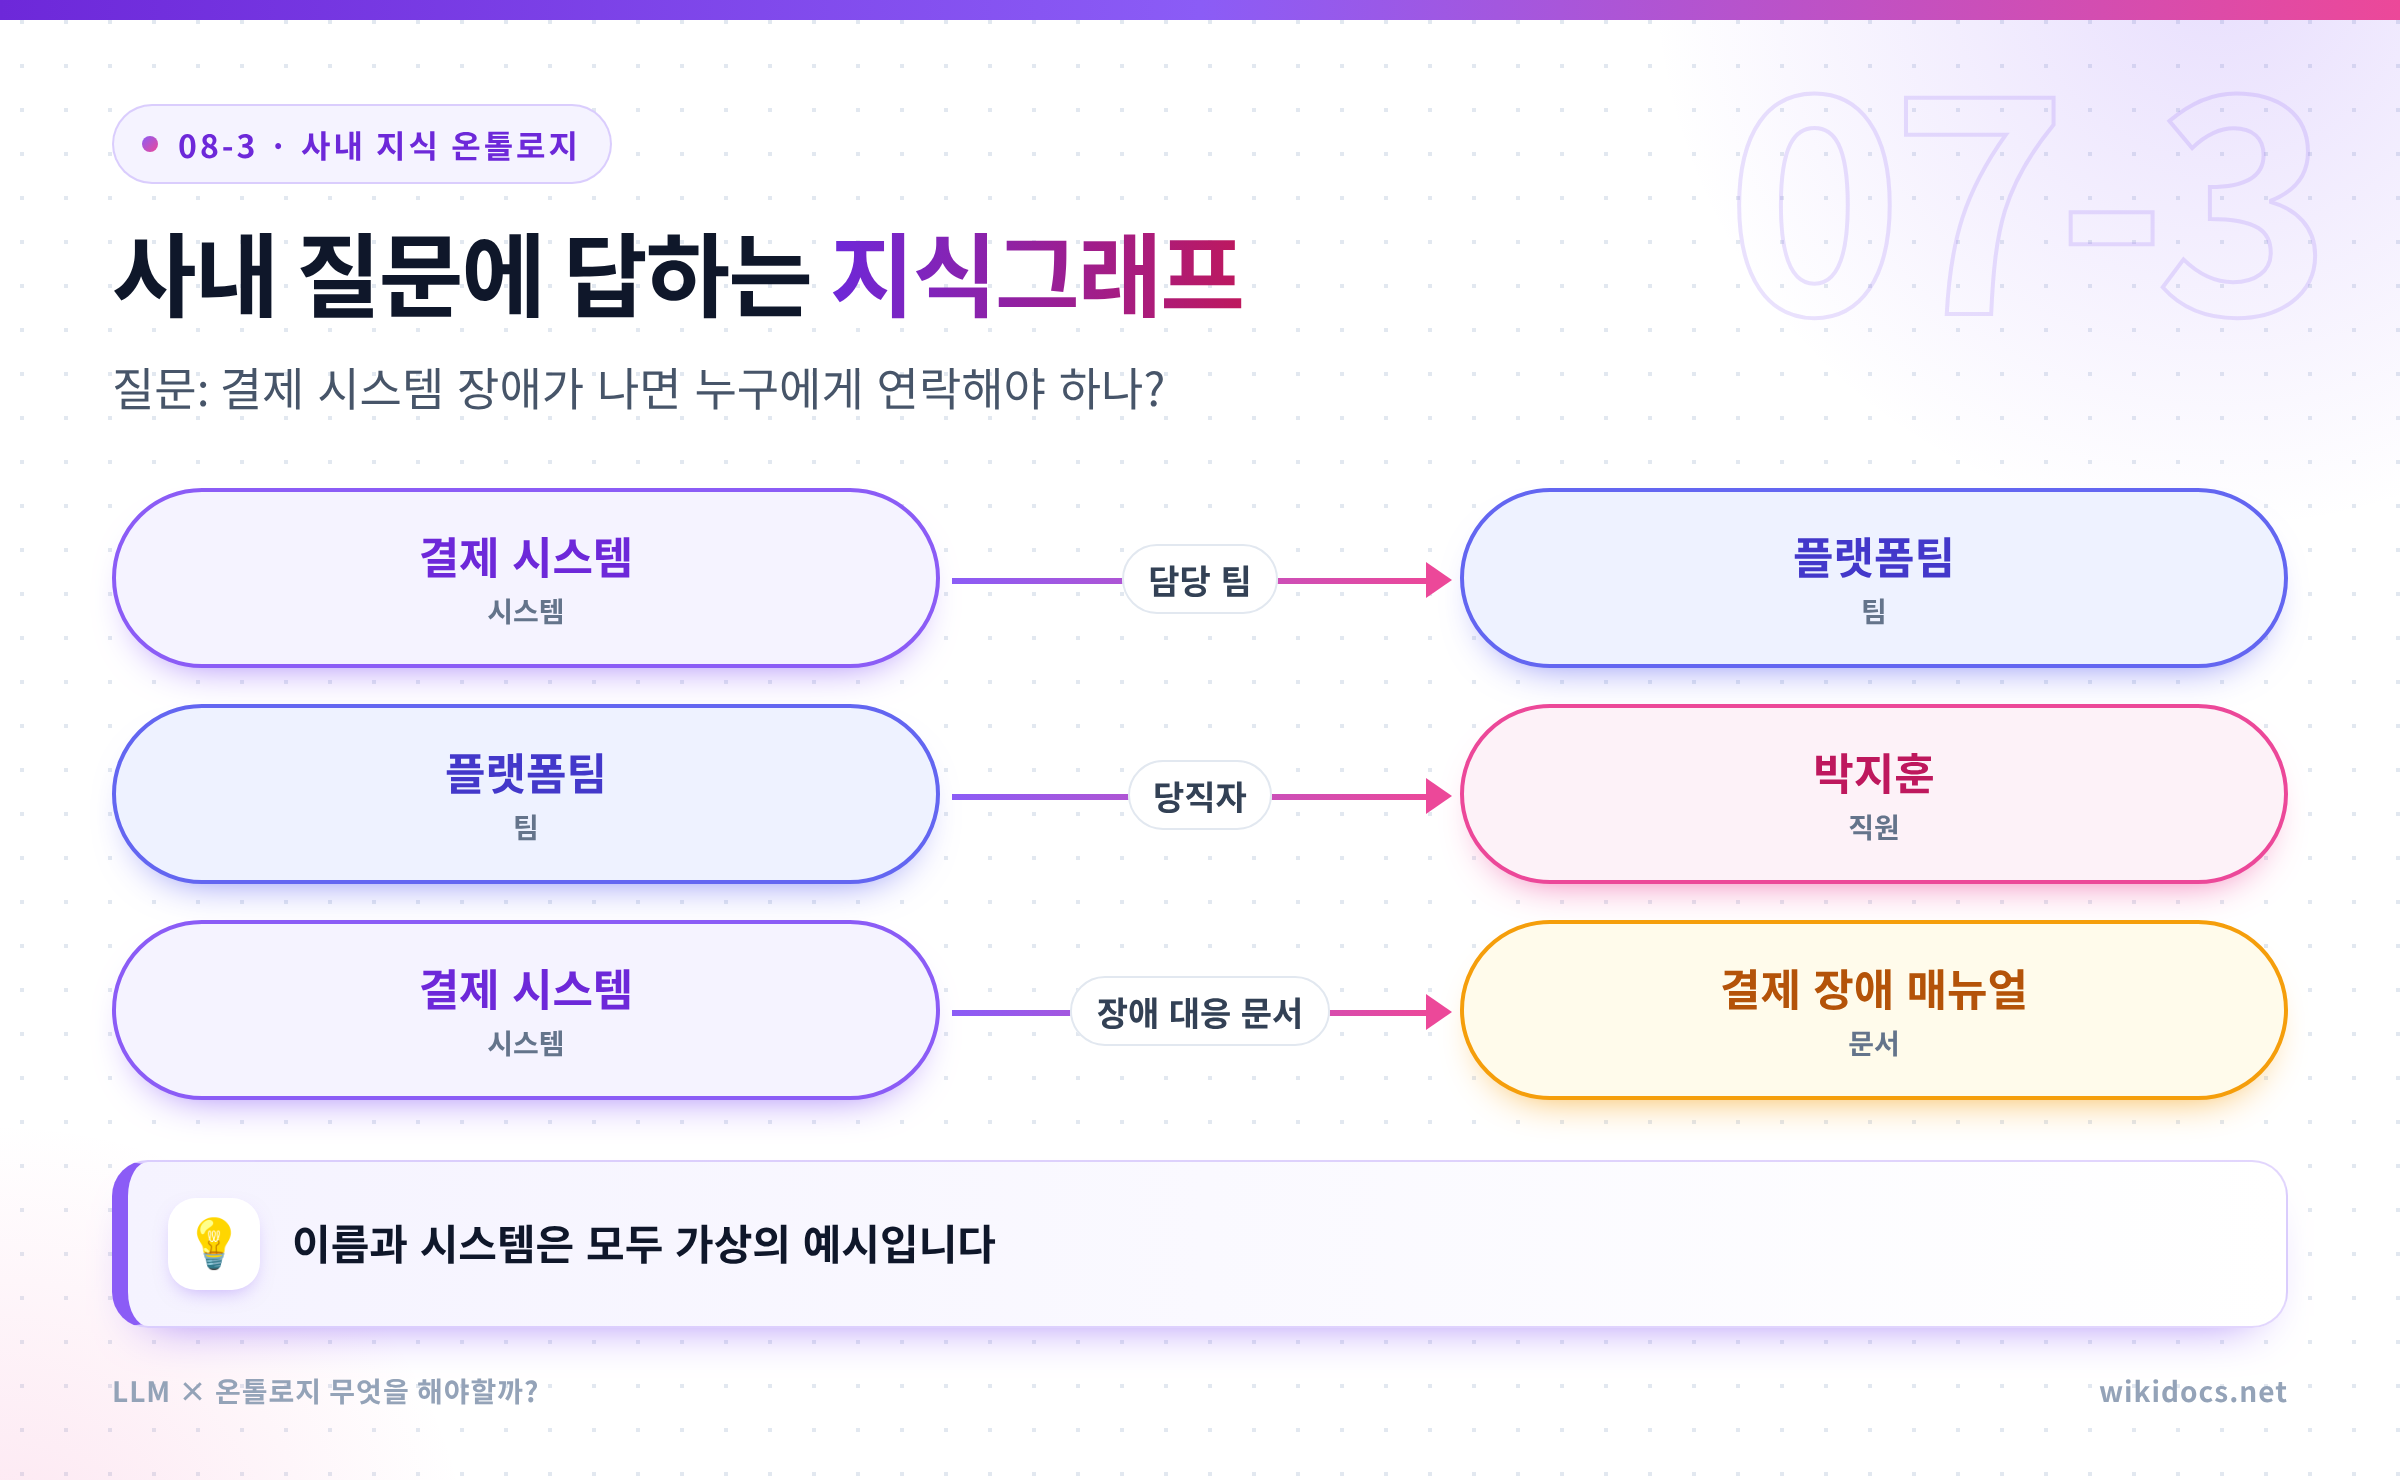 08-3 · 사내 지식 온톨로지
07-3
사내 질문에 답하는 지식그래프
질문: 결제 시스템 장애가 나면 누구에게 연락해야 하나?
결제 시스템
시스템
담당 팀
플랫폼팀
팀
플랫폼팀
팀
당직자
박지훈
직원
결제 시스템
시스템
장애 대응 문서
결제 장애 매뉴얼
문서
이름과 시스템은 모두 가상의 예시입니다
LLM × 온톨로지 무엇을 해야할까?
wikidocs.net